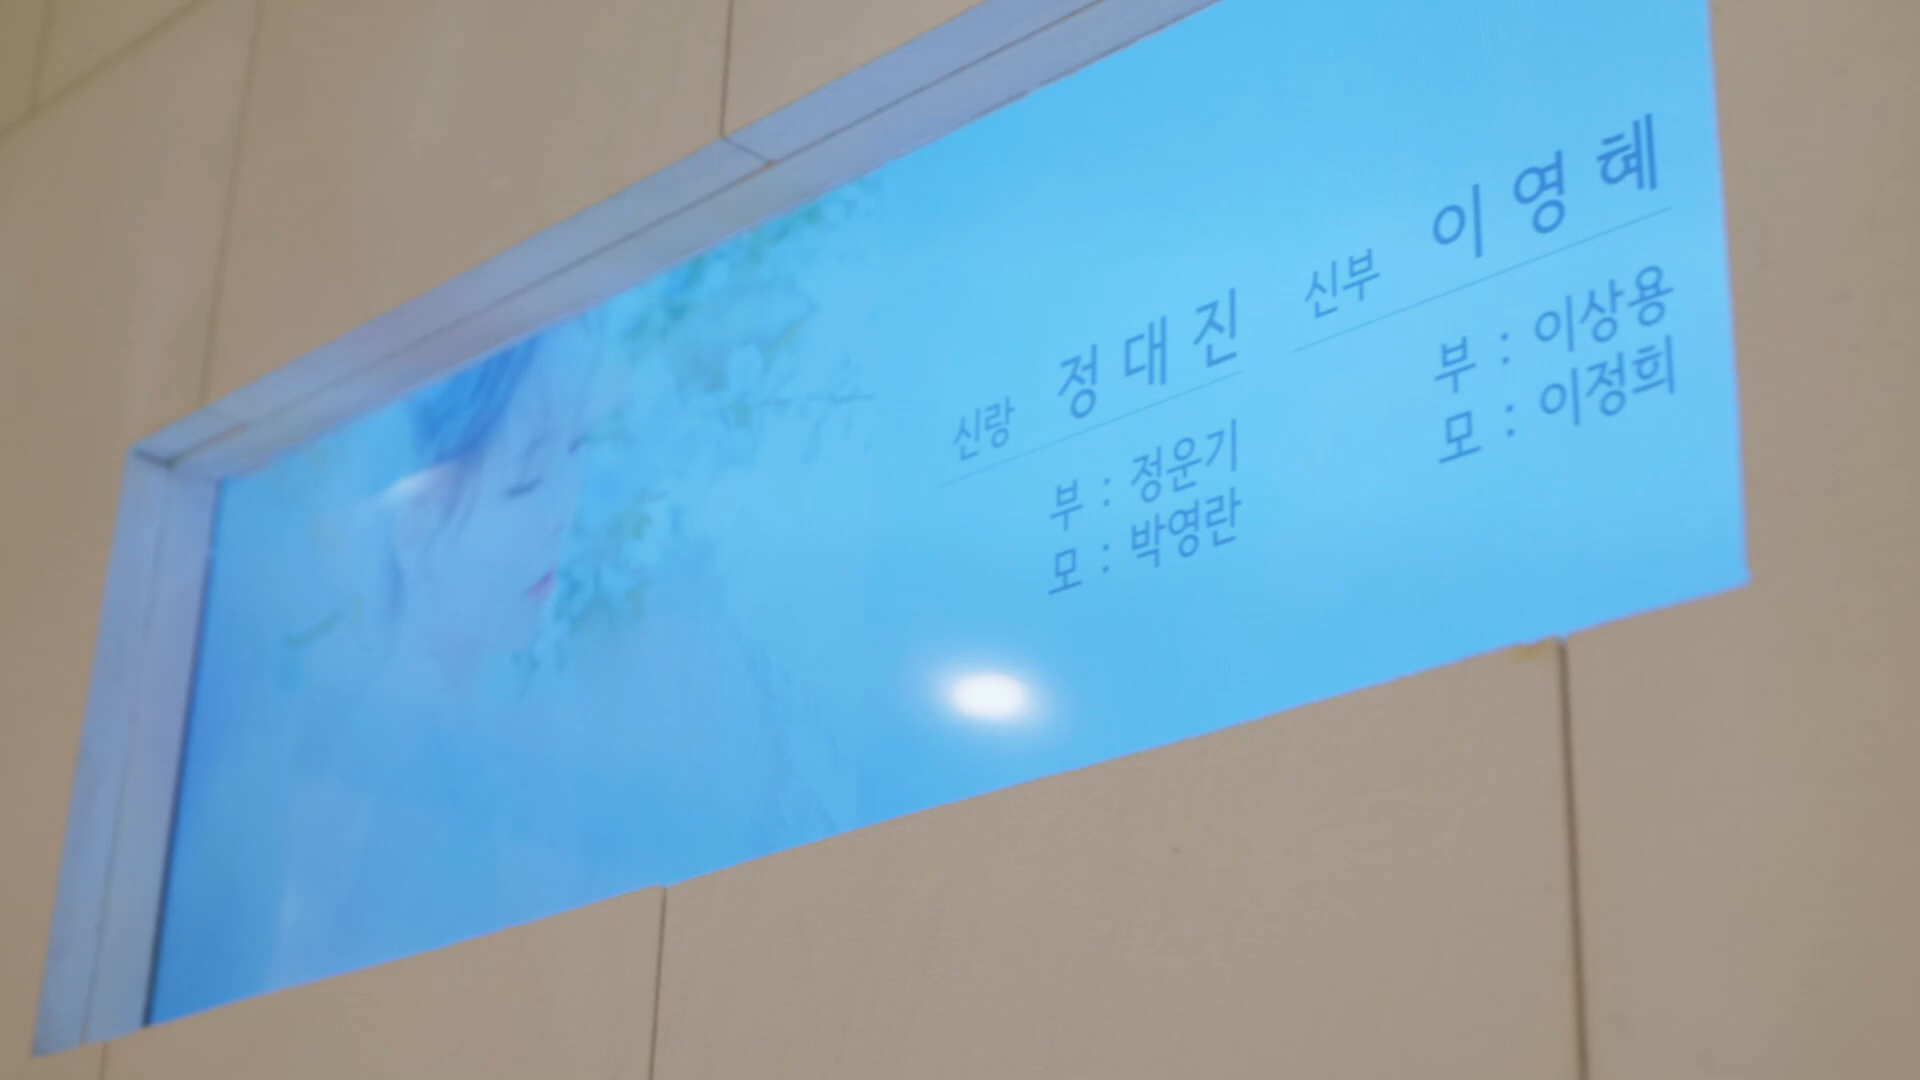 신랑 정대진
부 : 정운기
모 : 박영란
신부 이영혜
부 : 이상용
모 : 이정희